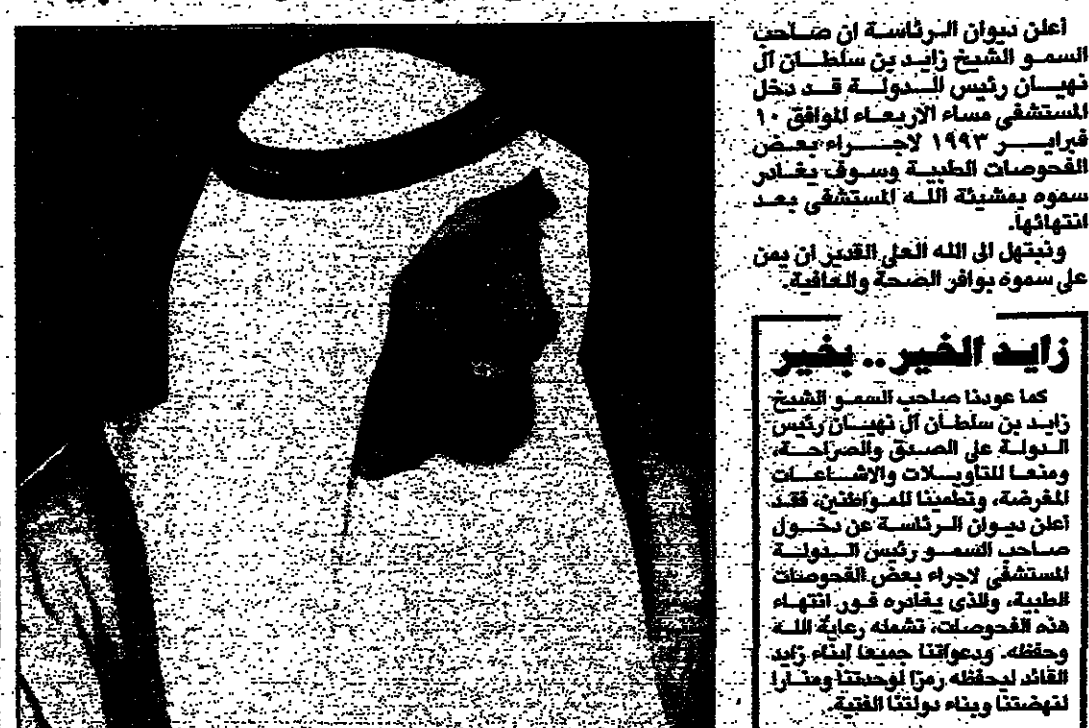 أعلن ديوان الرئاسة ان صاحب
السمو الشيخ زايد بن سلطان آل
نهيان رئيس الدولة قد دخل
المستشفى مساء الاربعاء الموافق ١٠
فبراير ١٩٩٣ لاجراء بعض
الفحوصات الطبية وسوف يغادر
سموه بمشيئة الله المستشفى بعد
انتهائها.
ونبتهل الى الله العلي القدير ان يمن
على سموه بوافر الصحة والعافية.
زايد الخير .. بخير
كما عودنا صاحب السمو الشيخ
زايد بن سلطان آل نهيان رئيس
الدولة على الصدق والصراحة،
ومنعا للتاويلات والاشاعات
المغرضة، وتطمينا للمواطنين، فقد
أعلن ديوان الرئاسة عن دخول
صاحب السمو رئيس الدولة
المستشفى لاجراء بعض الفحوصات
الطبية، والذي يغادره فور انتهاء
هذه الفحوصات، تشمله رعاية الله
وحفظه. ودعواتنا جميعا ابناء زايد
القائد ليحفظه رمزا لوحدتنا ومنارا
لنهضتنا وبناء دولتنا الفتية.